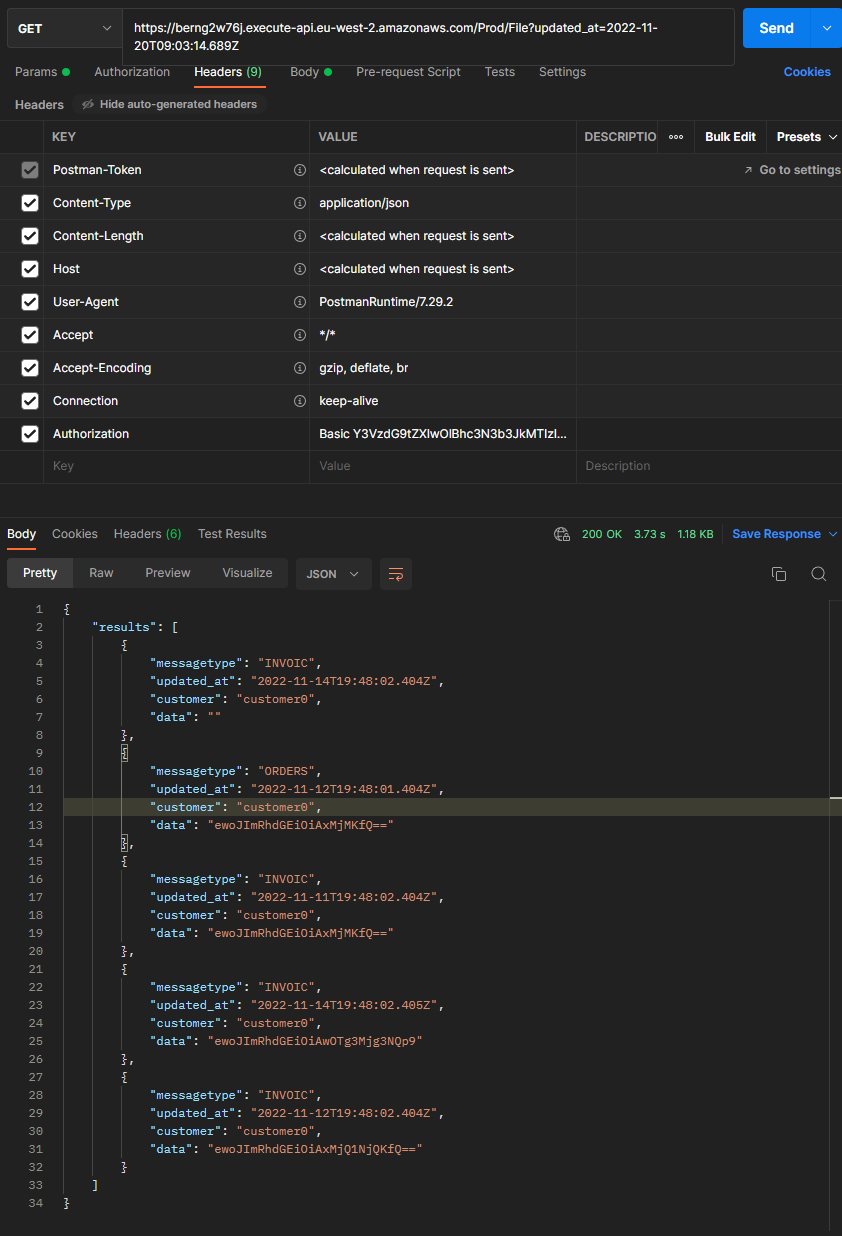 GET
https://berng2w76j.execute-api.eu-west-2.amazonaws.com/Prod/File?updated_at=2022-11-
20T09:03:14.689Z
Send
Params Authorization Headers (9) Body Pre-request Script Tests Settings Cookies
Headers Hide auto-generated headers
KEY VALUE DESCRIPTIO ooo Bulk Edit Presets
Postman-Token <calculated when request is sent> Go to settings
Content-Type application/json
Content-Length <calculated when request is sent>
Host <calculated when request is sent>
User-Agent PostmanRuntime/7.29.2
Accept */*
Accept-Encoding gzip, deflate, br
Connection keep-alive
Authorization Basic Y3VzdG9tZXIwOlBhc3N3b3JkMTIzI...
Key Value Description
Body Cookies Headers (6) Test Results 200 OK 3.73 s 1.18 KB Save Response
Pretty Raw Preview Visualize JSON
1 {
2 "results": [
3 {
4 "messagetype": "INVOIC",
5 "updated_at": "2022-11-14T19:48:02.404Z",
6 "customer": "customer0",
7 "data": ""
8 },
9 {
10 "messagetype": "ORDERS",
11 "updated_at": "2022-11-12T19:48:01.404Z",
12 "customer": "customer0",
13 "data": "ewoJImRhdGEiOiAxMjMKfQ=="
14 },
15 {
16 "messagetype": "INVOIC",
17 "updated_at": "2022-11-11T19:48:02.404Z",
18 "customer": "customer0",
19 "data": "ewoJImRhdGEiOiAxMjMKfQ=="
20 },
21 {
22 "messagetype": "INVOIC",
23 "updated_at": "2022-11-14T19:48:02.405Z",
24 "customer": "customer0",
25 "data": "ewoJImRhdGEiOiAwOTg3Mjg3NQp9"
26 },
27 {
28 "messagetype": "INVOIC",
29 "updated_at": "2022-11-12T19:48:02.404Z",
30 "customer": "customer0",
31 "data": "ewoJImRhdGEiOiAxMjQ1NjQKfQ=="
32 }
33 ]
34 }